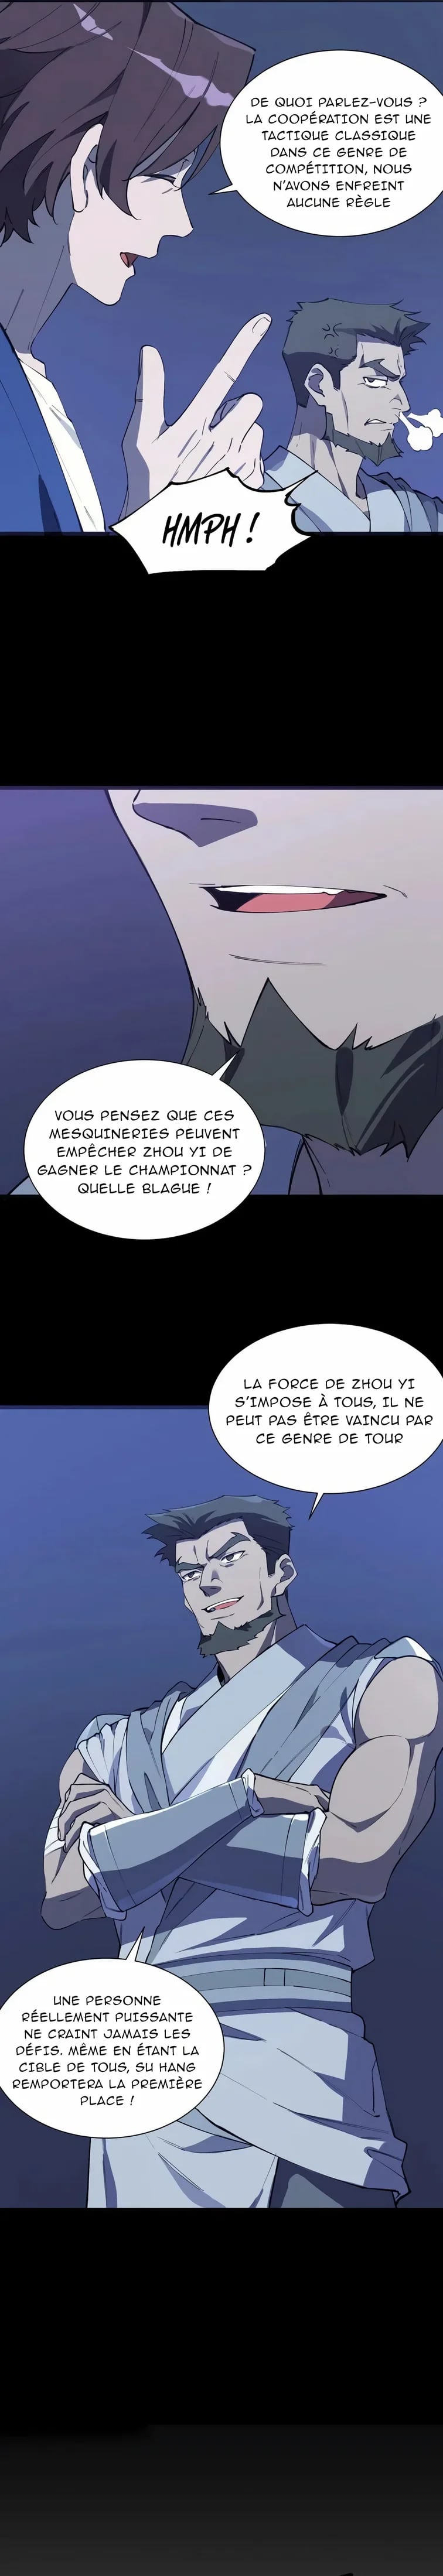 DE QUOI PARLEZ-VOUS ?
LA COOPÉRATION EST UNE
TACTIQUE CLASSIQUE
DANS CE GENRE DE
COMPÉTITION, NOUS
N'AVONS ENFREINT
AUCUNE RÈGLE
HMPH !
VOUS PENSEZ QUE CES
MESQUINERIES PEUVENT
EMPÊCHER ZHOU YI DE
GAGNER LE CHAMPIONNAT ?
QUELLE BLAGUE !
LA FORCE DE ZHOU YI
S'IMPOSE À TOUS, IL NE
PEUT PAS ÊTRE VAINCU PAR
CE GENRE DE TOUR
UNE PERSONNE
RÉELLEMENT PUISSANTE
NE CRAINT JAMAIS LES
DÉFIS. MÊME EN ÉTANT LA
CIBLE DE TOUS, SU HANG
REMPORTERA LA PREMIÈRE
PLACE !